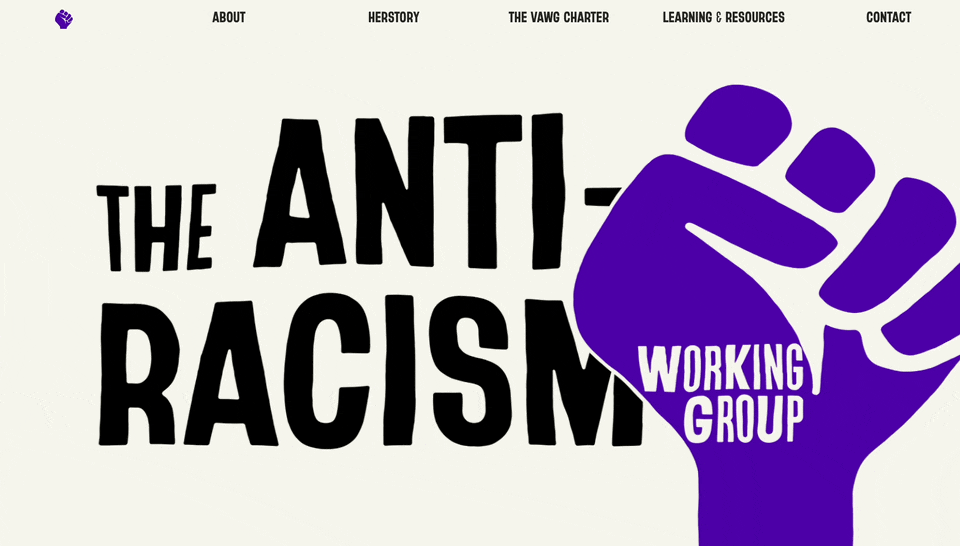 ABOUT HERSTORY THE VAWG CHARTER LEARNING & RESOURCES CONTACT
THE ANTI-
RACISM
WORKING
GROUP